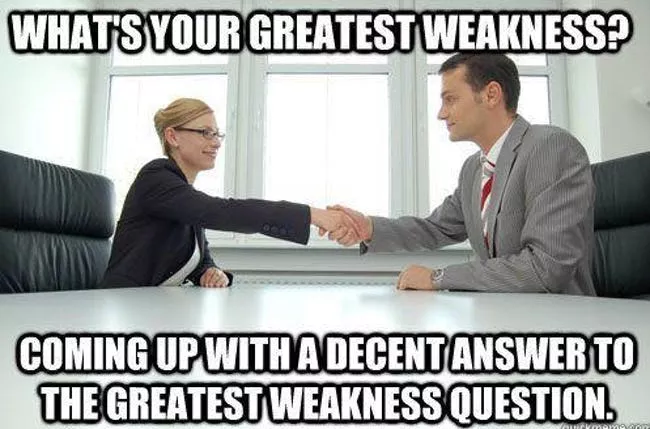 WHAT'S YOUR GREATEST WEAKNESS?
COMING UP WITH A DECENT ANSWER TO
THE GREATEST WEAKNESS QUESTION.